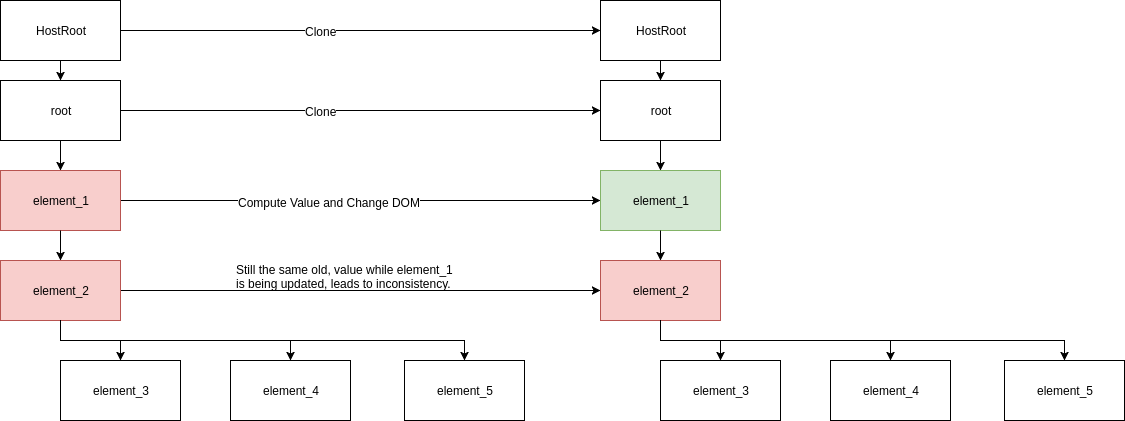 HostRoot
Clone
HostRoot
root
Clone
root
element_1
Compute Value and Change DOM
element_1
element_2
Still the same old, value while element_1
is being updated, leads to inconsistency.
element_2
element_3
element_4
element_5
element_3
element_4
element_5